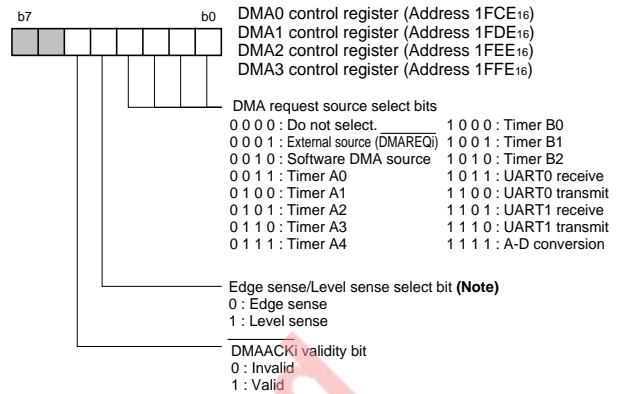 b7 b0 DMA0 control register (Address 1FCE16)
DMA1 control register (Address 1FDE16)
DMA2 control register (Address 1FEE16)
DMA3 control register (Address 1FFE16)
DMA request source select bits
0 0 0 0 : Do not select. 1 0 0 0 : Timer B0
0 0 0 1 : External source (DMAREQi) 1 0 0 1 : Timer B1
0 0 1 0 : Software DMA source 1 0 1 0 : Timer B2
0 0 1 1 : Timer A0 1 0 1 1 : UART0 receive
0 1 0 0 : Timer A1 1 1 0 0 : UART0 transmit
0 1 0 1 : Timer A2 1 1 0 1 : UART1 receive
0 1 1 0 : Timer A3 1 1 1 0 : UART1 transmit
0 1 1 1 : Timer A4 1 1 1 1 : A-D conversion
Edge sense/Level sense select bit (Note)
0 : Edge sense
1 : Level sense
DMAACKi validity bit
0 : Invalid
1 : Valid